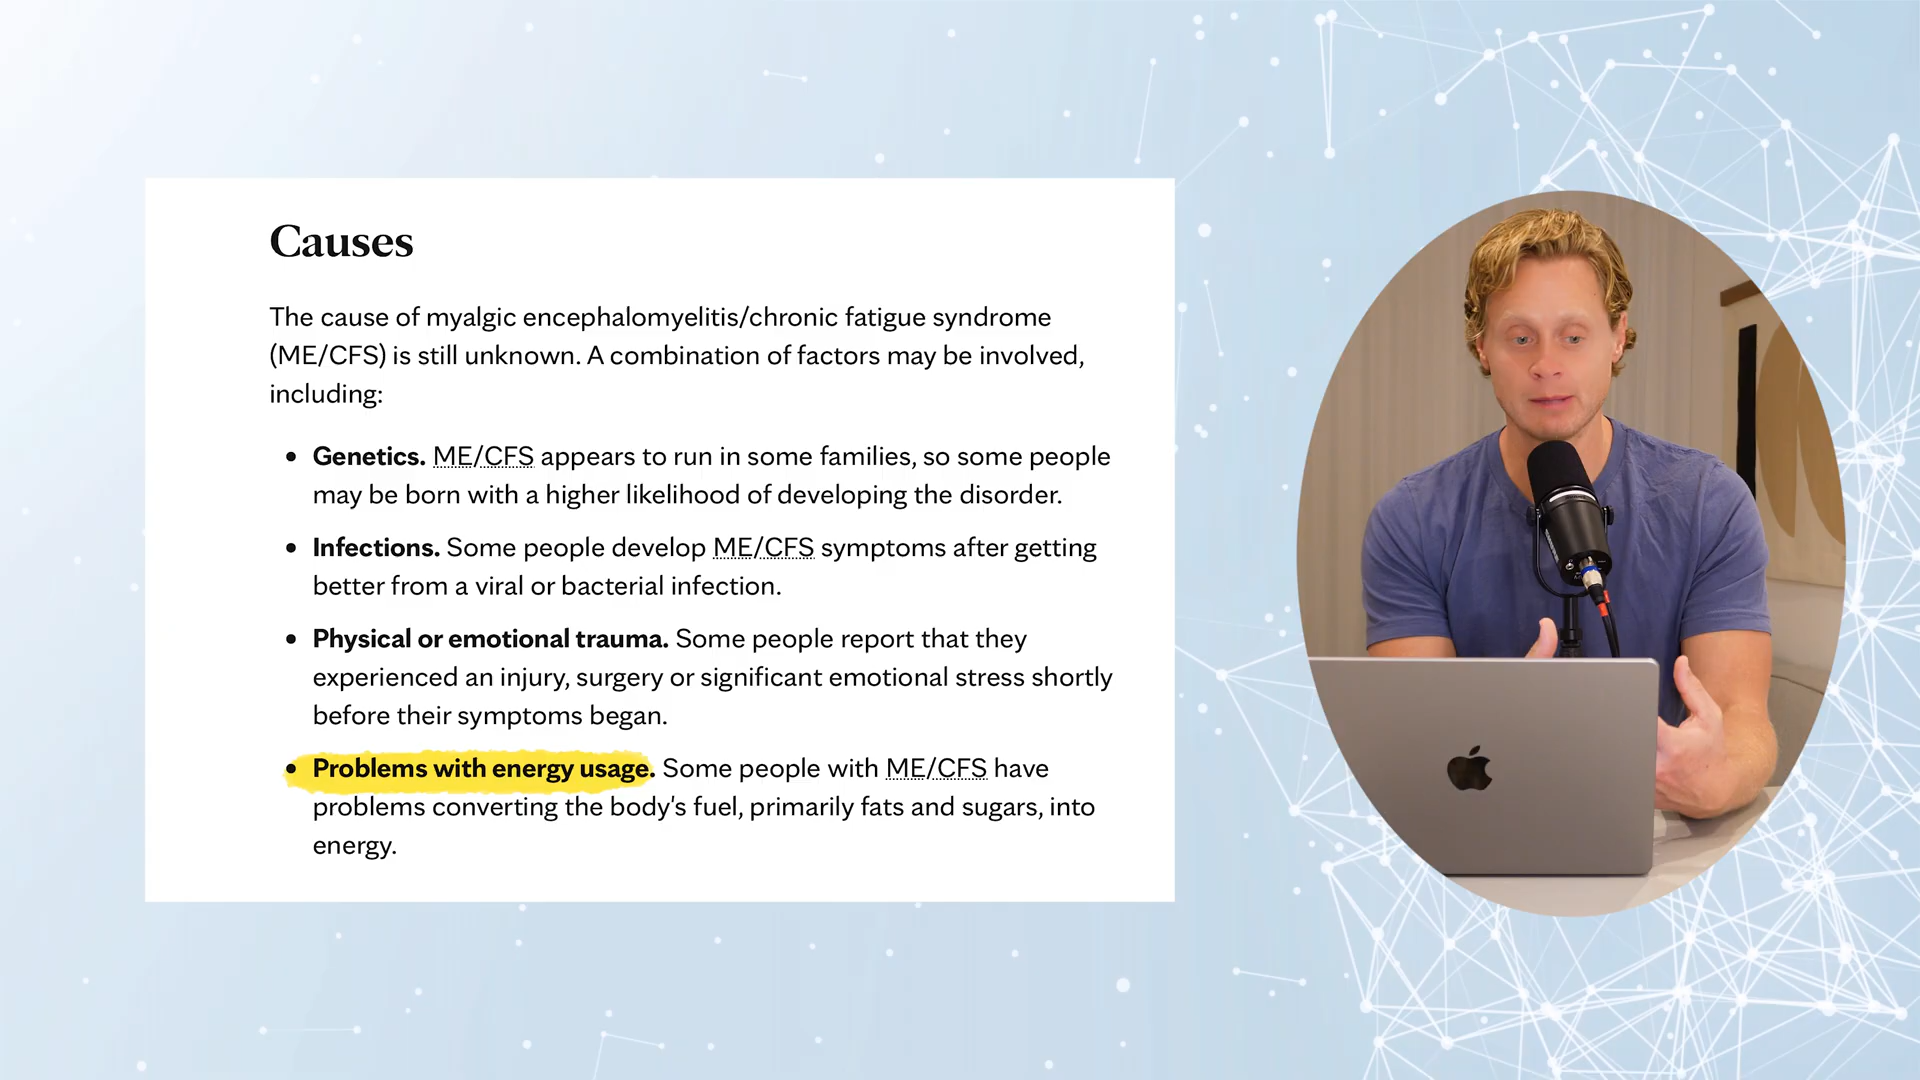 Causes
The cause of myalgic encephalomyelitis/chronic fatigue syndrome
(ME/CFS) is still unknown. A combination of factors may be involved,
including:
• Genetics. ME/CFS appears to run in some families, so some people
may be born with a higher likelihood of developing the disorder.
• Infections. Some people develop ME/CFS symptoms after getting
better from a viral or bacterial infection.
• Physical or emotional trauma. Some people report that they
experienced an injury, surgery or significant emotional stress shortly
before their symptoms began.
• Problems with energy usage. Some people with ME/CFS have
problems converting the body's fuel, primarily fats and sugars, into
energy.